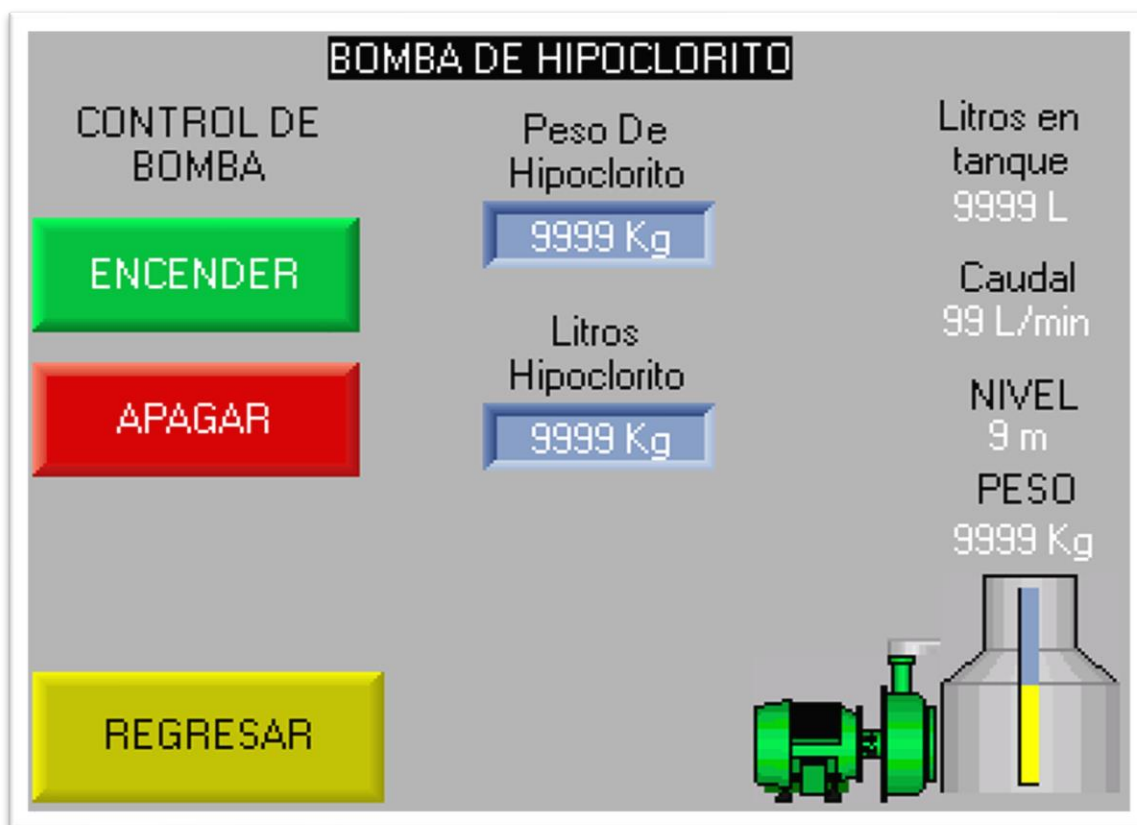 BOMBA DE HIPOCLORITO
CONTROL DE
BOMBA
ENCENDER
APAGAR
REGRESAR
Peso De
Hipoclorito
9999 Kg
Litros
Hipoclorito
9999 Kg
Litros en
tanque
9999 L
Caudal
99 L/min
NIVEL
9 m
PESO
9999 Kg